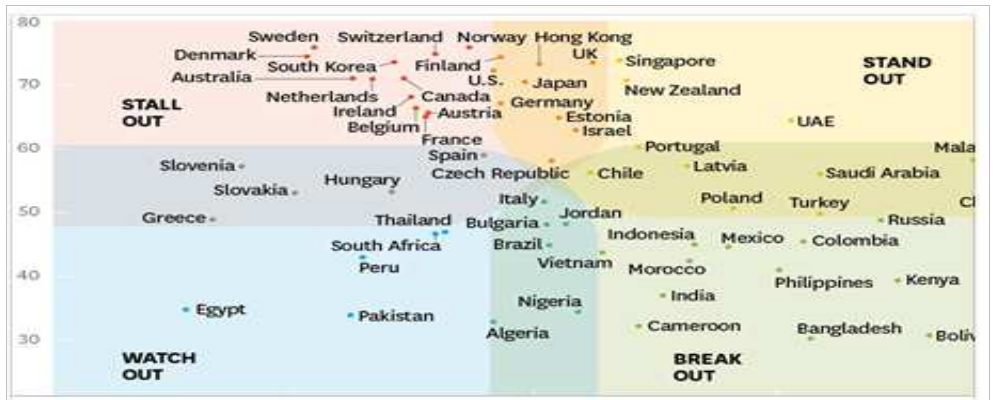 80
Sweden Switzerland Norway Hong Kong
Denmark South Korea Finland UK Singapore STAND
OUT
Australia U.S. Japan
70
Netherlands Canada Germany New Zealand
STALL
OUT
Ireland Austria Estonia UAE
Belgium Israel
France
60
Spain Portugal Mala
Slovenia Czech Republic Chile Latvia Saudi Arabia
Slovakia Hungary
Italy Poland Turkey Cl
50
Greece Thailand Bulgaria Jordan Russia
South Africa Brazil Indonesia Mexico Colombia
Peru Vietnam Morocco
40
Philippines Kenya
Egypt Pakistan Nigeria India
Algeria Cameroon Bangladesh Boliv
30
WATCH
OUT
BREAK
OUT